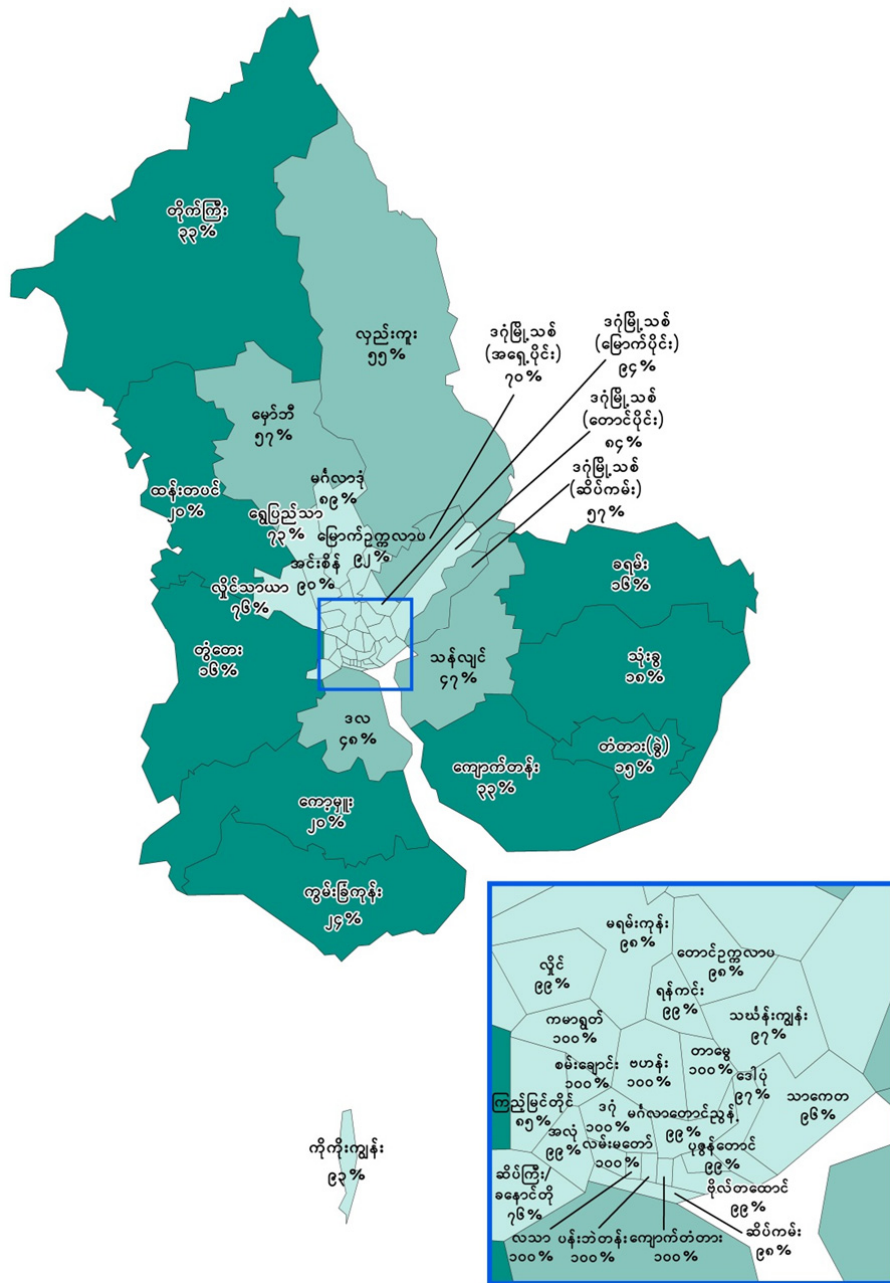 တိုက်ကြီး
၃၃%
လှည်းကူး
၅၅%
ဒဂုံမြို့သစ်
(အရှေ့ပိုင်း)
၇၀%
ဒဂုံမြို့သစ်
(မြောက်ပိုင်း)
၉၄%
ဒဂုံမြို့သစ်
(တောင်ပိုင်း)
၈၄%
ဒဂုံမြို့သစ်
(ဆိပ်ကမ်း)
၅၇%
မှော်ဘီ
၅၇%
မင်္ဂလာဒုံ
၈၉%
ထန်းတပင်
၂၀%
ရွှေပြည်သာ
၇၃%
မြောက်ဥက္ကလာပ
၉၂%
အင်းစိန်
၉၀%
လှိုင်သာယာ
၇၆%
ခရမ်း
၁၆%
တွံတေး
၁၆%
သန်လျင်
၄၇%
သုံးခွ
၁၈%
ဒလ
၄၈%
တံတား(ခွဲ)
၁၅%
ကျောက်တန်း
၃၃%
ကော့မှူး
၂၀%
ကွမ်းခြံကုန်း
၂၄%
ကိုကိုးကျွန်း
၉၃%
မရမ်းကုန်း
၉၈%
တောင်ဥက္ကလာပ
၉၈%
လှိုင်
၉၉%
ရန်ကင်း
၉၉%
သင်္ဃန်းကျွန်း
၉၇%
ကမာရွတ်
၁၀၀%
စမ်းချောင်း
၁၀၀%
ဗဟန်း
၁၀၀%
တာမွေ
၁၀၀%
ဒေါပုံ
၉၇%
သာကေတ
၉၆%
ကြည့်မြင်တိုင်
၈၅%
အလုံ
၉၉%
ဒဂုံ
၁၀၀%
မင်္ဂလာတောင်ညွန့်
၉၉%
လမ်းမတော်
၁၀၀%
ပုဇွန်တောင်
၉၉%
ဆိပ်ကြီး/
ခနောင်တို
၇၆%
ဗိုလ်တထောင်
၉၉%
ဆိပ်ကမ်း
၉၈%
လသာ
၁၀၀%
ပန်းဘဲတန်း
၁၀၀%
ကျောက်တံတား
၁၀၀%